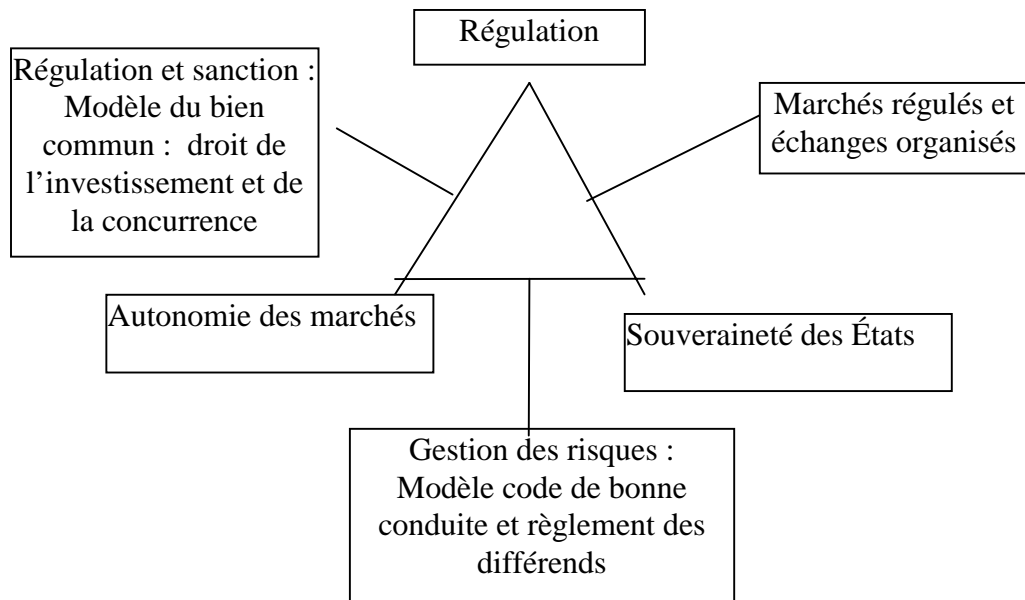 Régulation
Régulation et sanction :
Modèle du bien
commun :  droit de
l’investissement et de
la concurrence
Marchés régulés et
échanges organisés
Autonomie des marchés
Souveraineté des États
Gestion des risques :
Modèle code de bonne
conduite et règlement des
différends